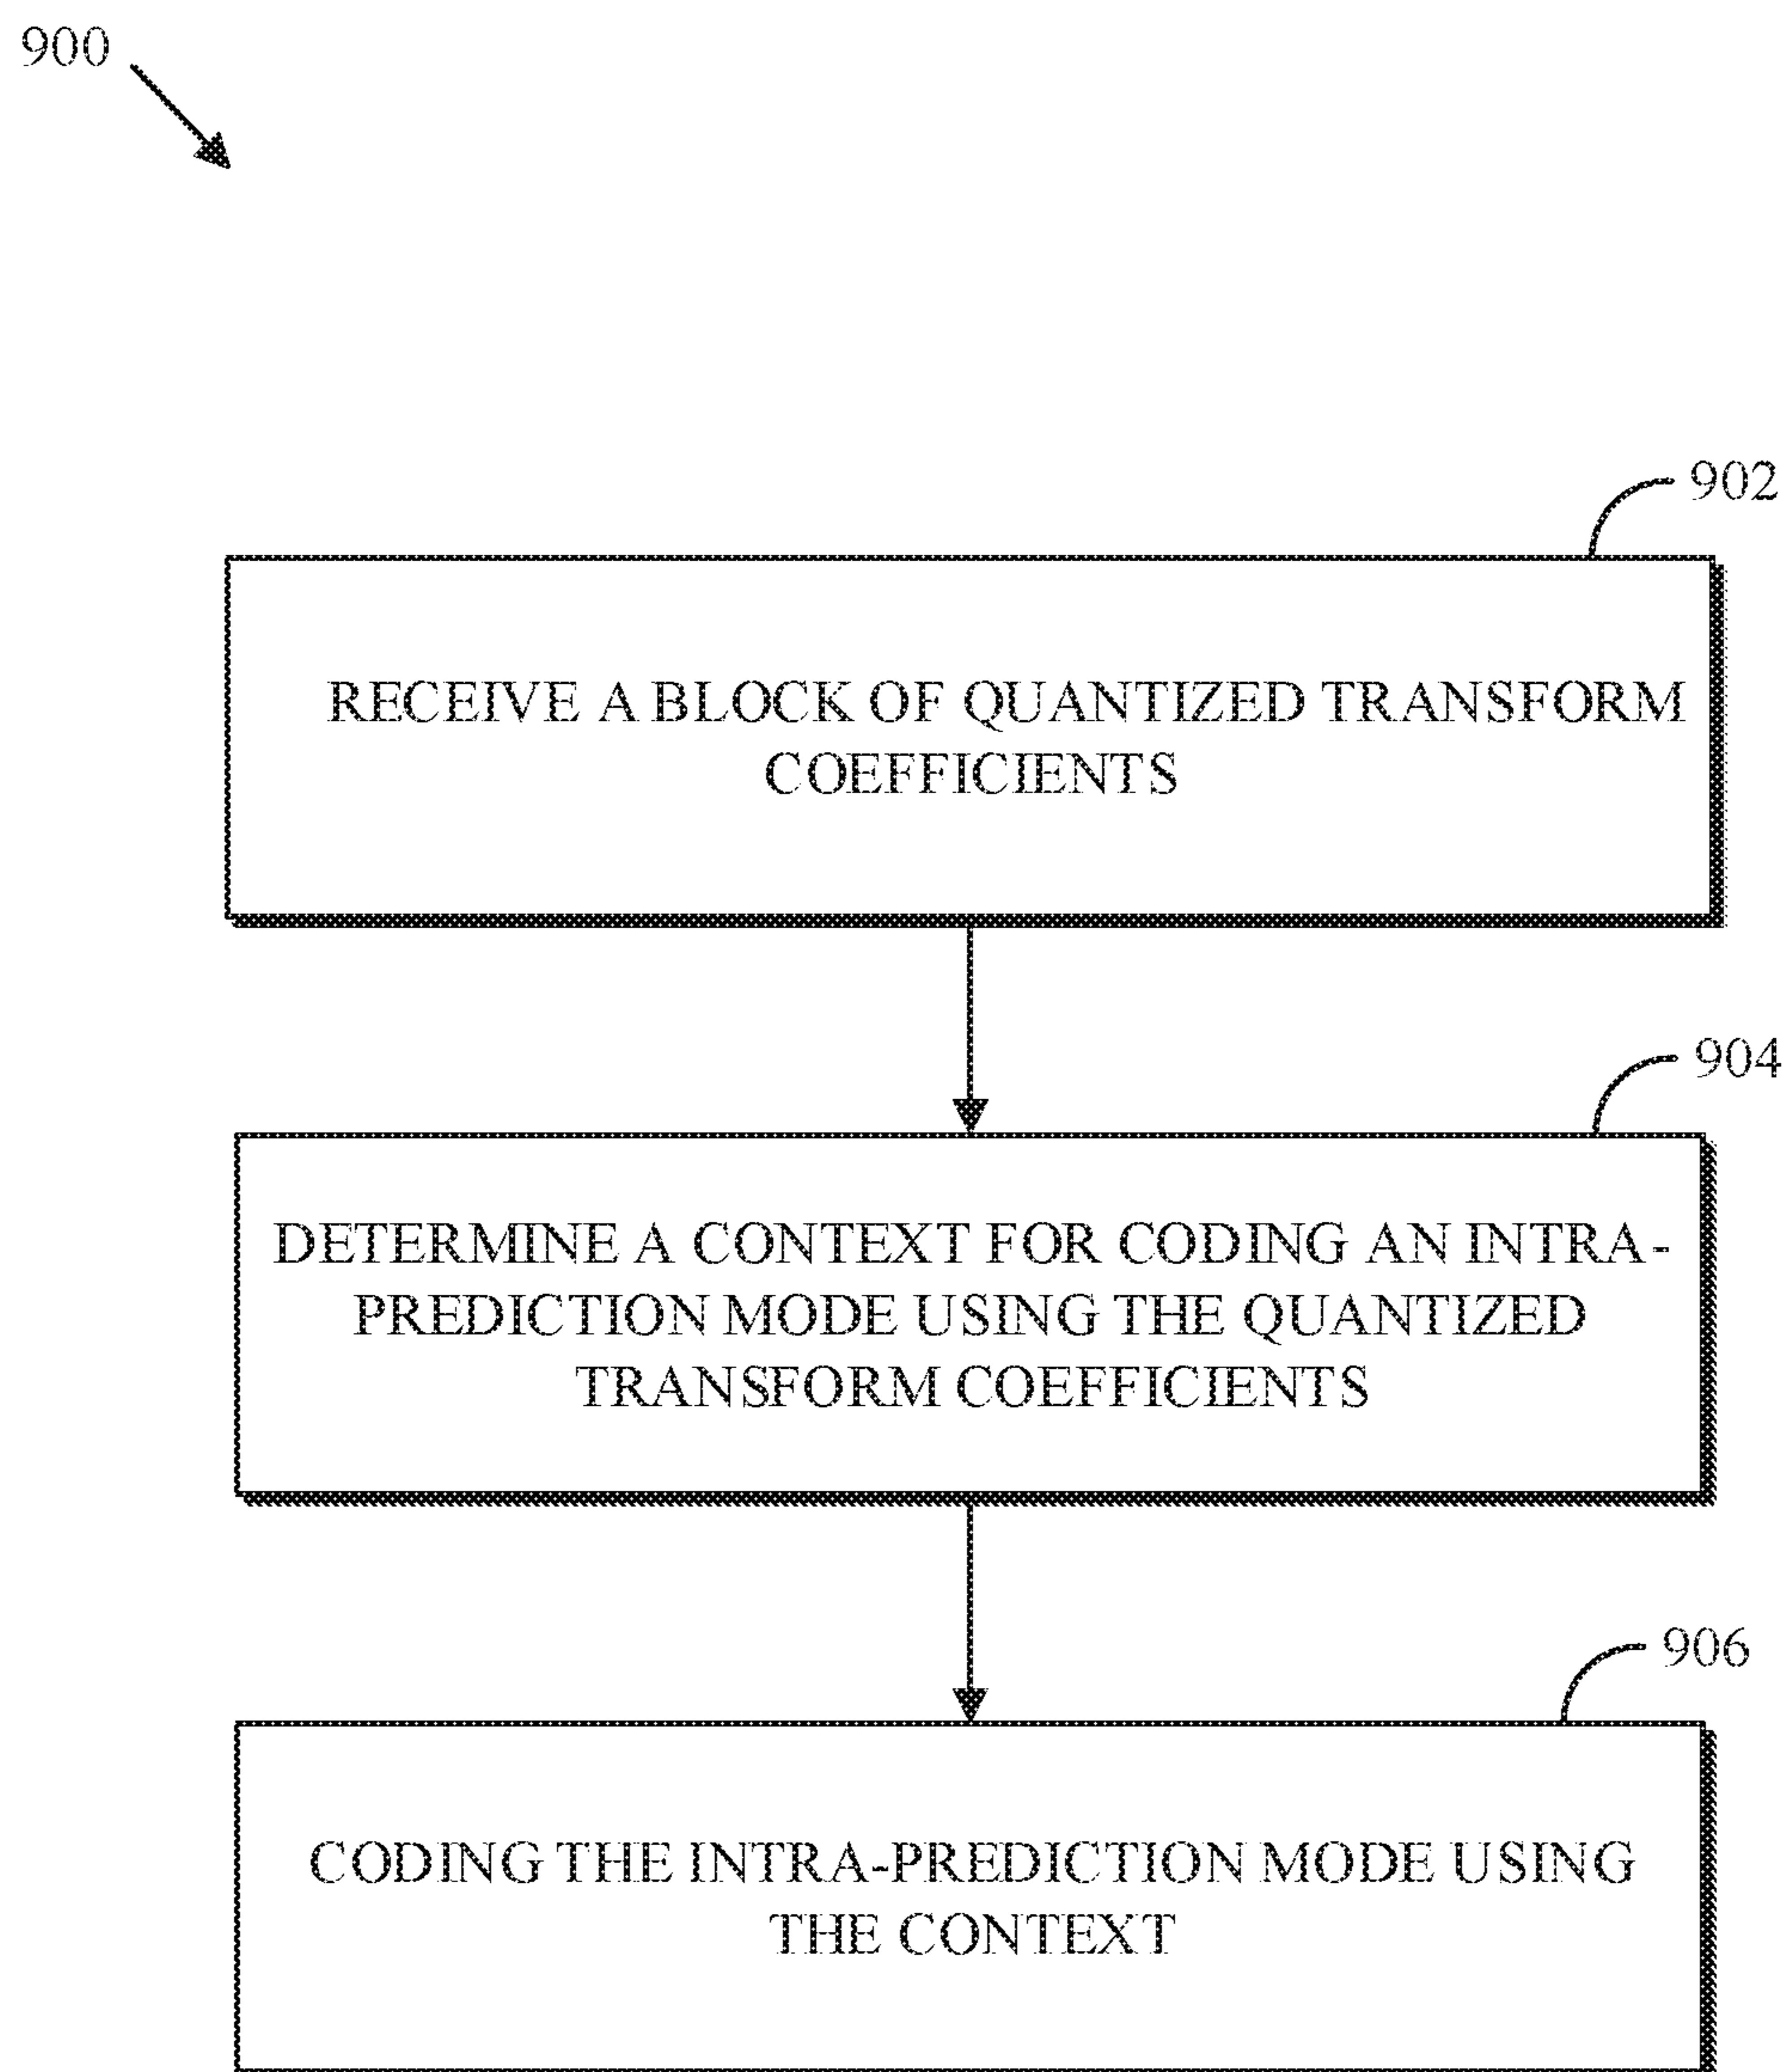 900
902
RECEIVE A BLOCK OF QUANTIZED TRANSFORM
COEFFICIENTS
904
DETERMINE A CONTEXT FOR CODING AN INTRA-
PREDICTION MODE USING THE QUANTIZED
TRANSFORM COEFFICIENTS
906
CODING THE INTRA-PREDICTION MODE USING
THE CONTEXT